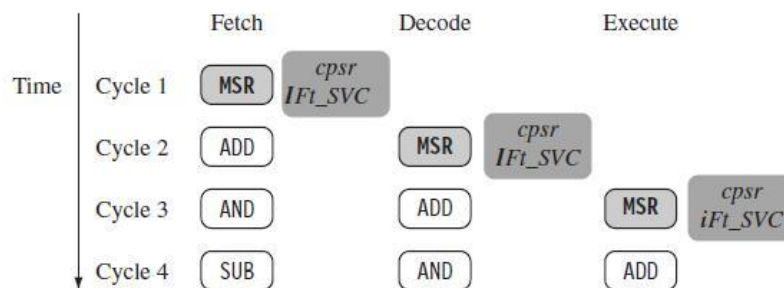 Fetch Decode Execute
Time Cycle 1 MSR cpsr IFt_SVC
Cycle 2 ADD MSR cpsr IFt_SVC
Cycle 3 AND ADD MSR cpsr iFt_SVC
Cycle 4 SUB AND ADD